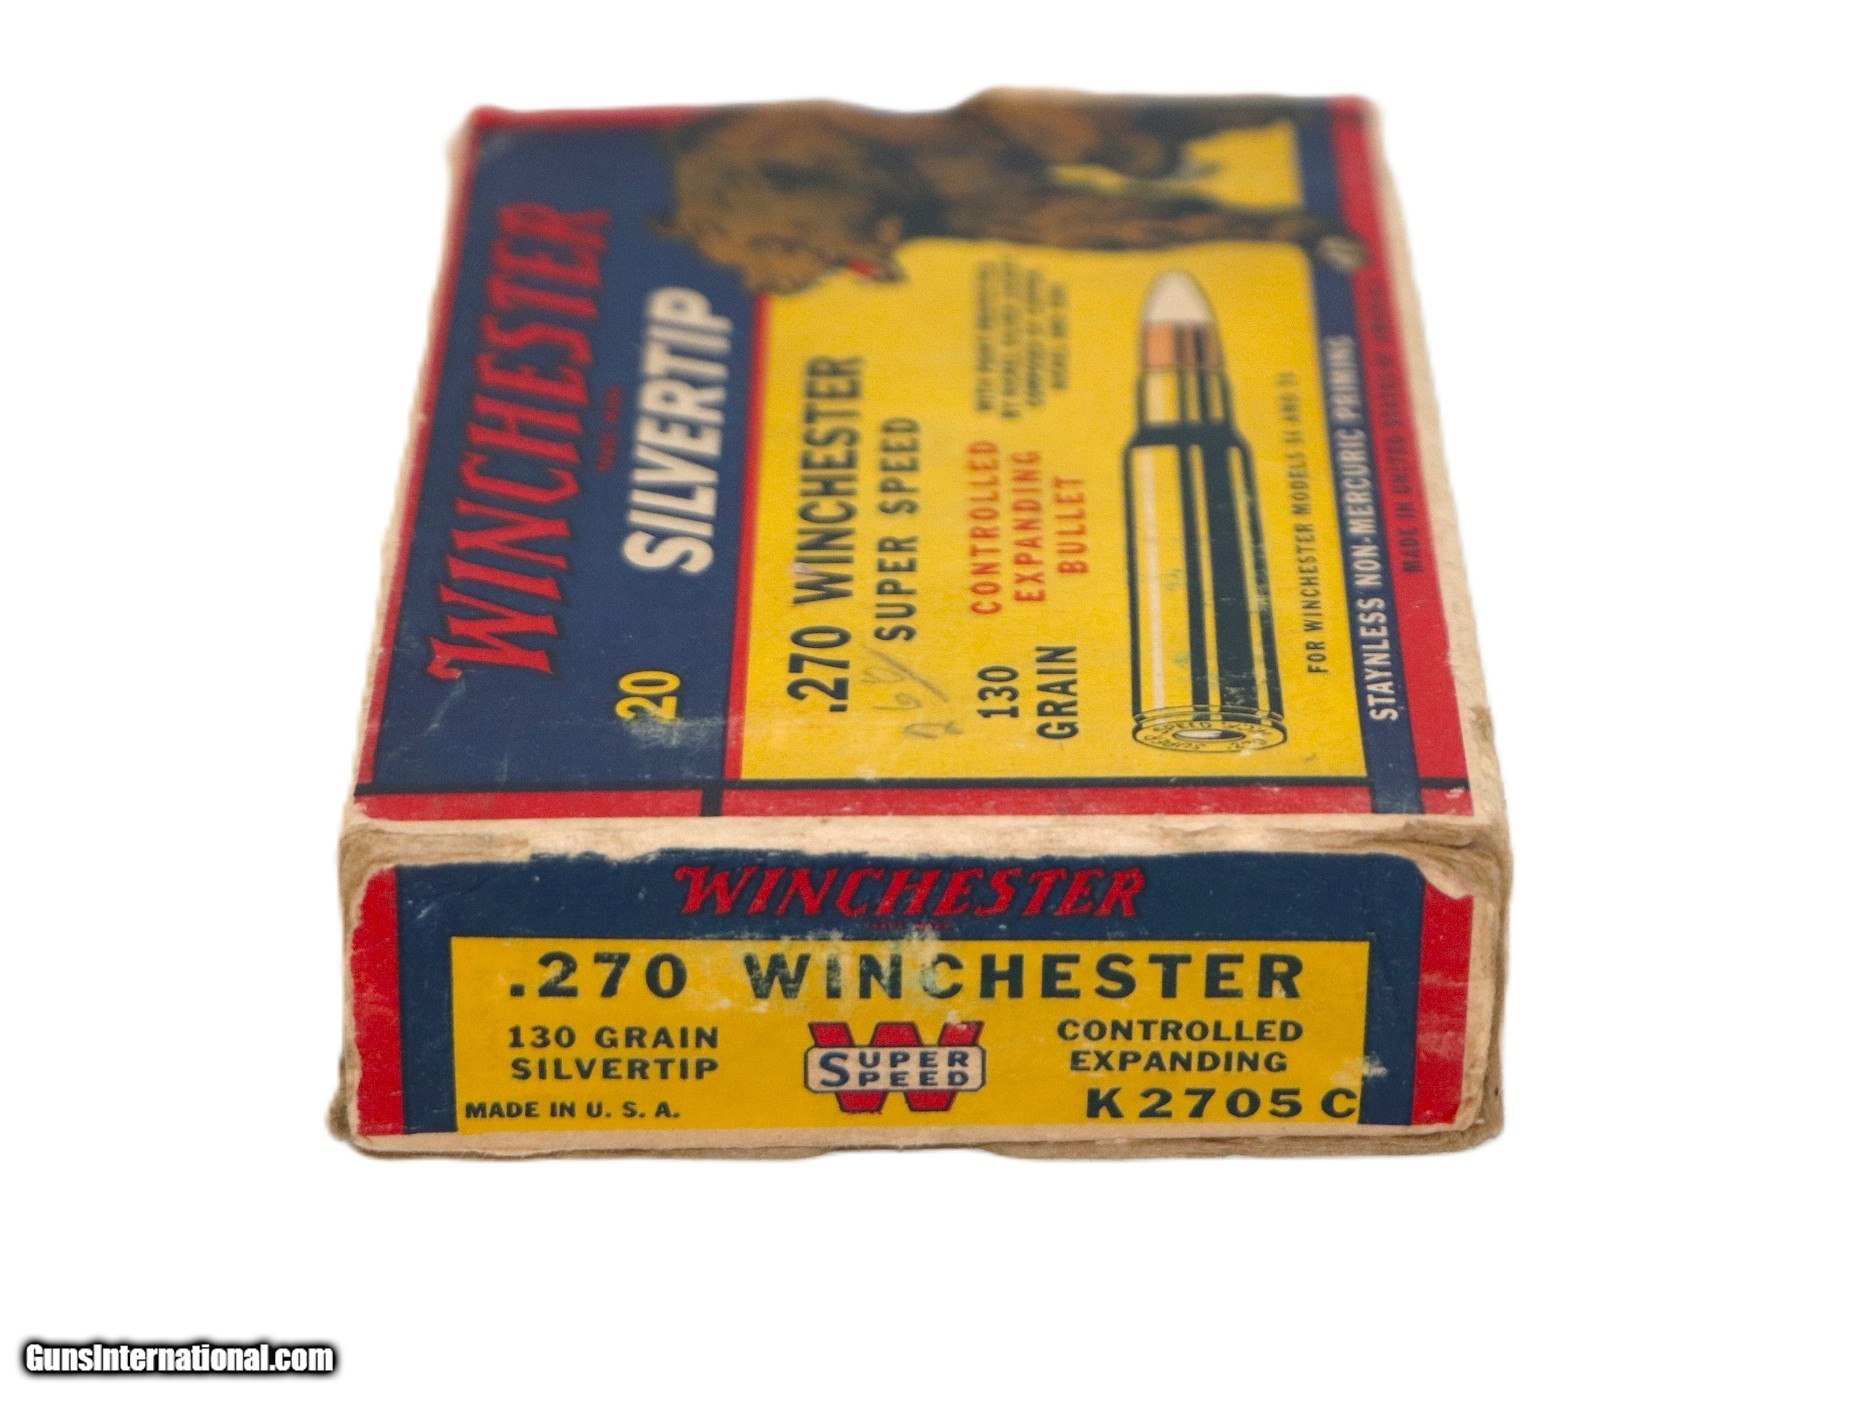 WINCHESTER
SILVERTIP
20
.270 WINCHESTER
SUPER SPEED
130
GRAIN
CONTROLLED
EXPANDING
BULLET
FOR WINCHESTER MODELS 54 AND 70
STAYNLESS NON-MERCURIC PRIMING
MADE IN UNITED STATES
WINCHESTER
.270 WINCHESTER
130 GRAIN
SILVERTIP
MADE IN U. S. A.
W
SUPER
SPEED
CONTROLLED
EXPANDING
K2705C
GunsInternational.com